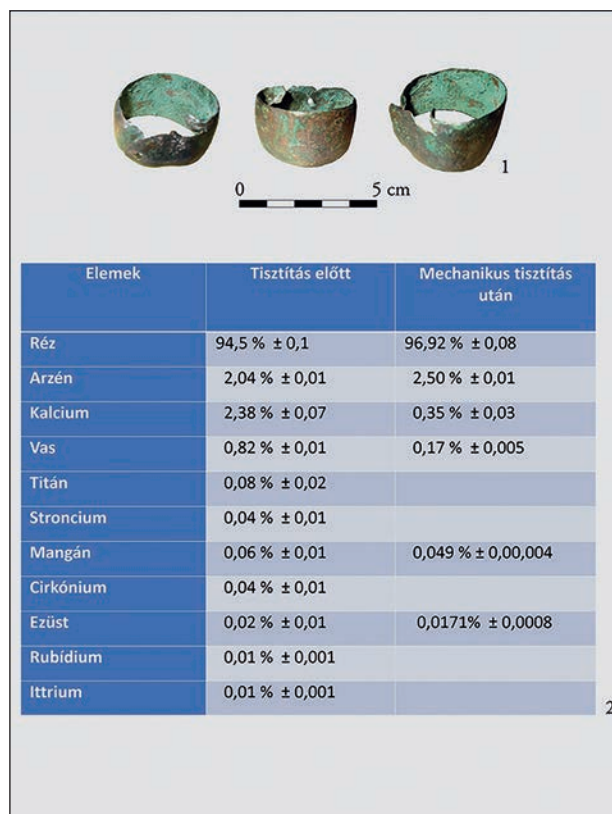 1
0 5 cm
Elemek Tisztítás előtt Mechanikus tisztítás
után
Réz 94,5 % ± 0,1 96,92 % ± 0,08
Arzén 2,04 % ± 0,01 2,50 % ± 0,01
Kalcium 2,38 % ± 0,07 0,35 % ± 0,03
Vas 0,82 % ± 0,01 0,17 % ± 0,005
Titán 0,08 % ± 0,02
Stroncium 0,04 % ± 0,01
Mangán 0,06 % ± 0,01 0,049 % ± 0,00,004
Cirkónium 0,04 % ± 0,01
Ezüst 0,02 % ± 0,01 0,0171% ± 0,0008
Rubídium 0,01 % ± 0,001
Ittrium 0,01 % ± 0,001
2